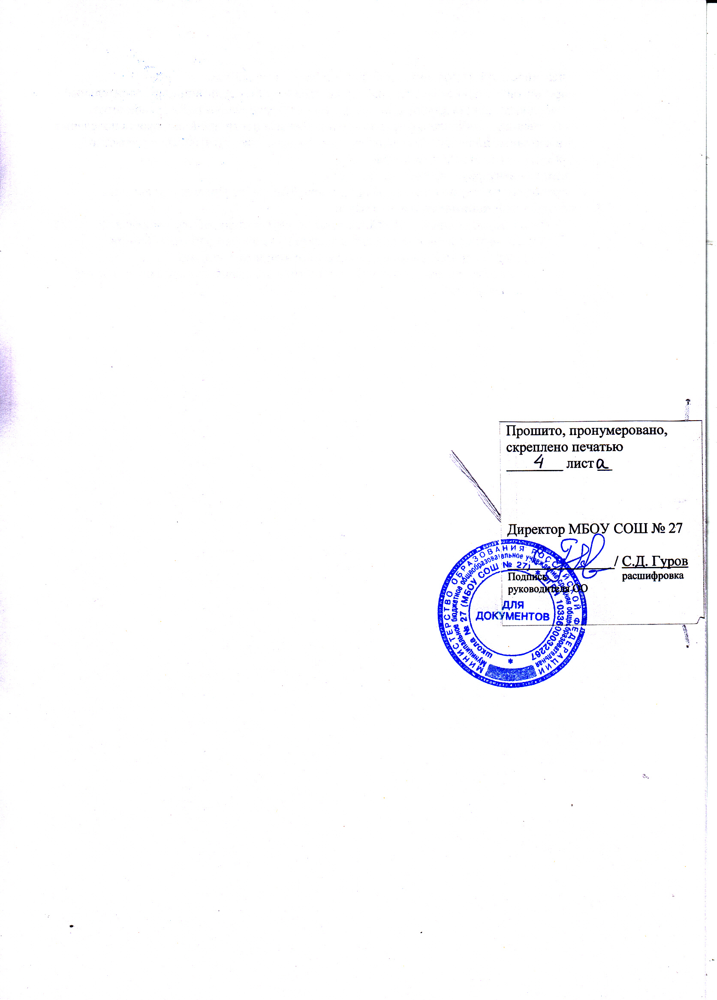 Прошито, пронумеровано,
скреплено печатью
4 листа
Директор МБОУ СОШ № 27
/ С.Д. Гуров
Подпись расшифровка
руководителя ОО
МИНИСТЕРСТВО ОБРАЗОВАНИЯ РОССИЙСКОЙ ФЕДЕРАЦИИ
Муниципальное бюджетное общеобразовательное учреждение средняя общеобразовательная
школа № 27 (МБОУ СОШ № 27) * ОГРН 1033600032267
*
ДЛЯ
ДОКУМЕНТОВ